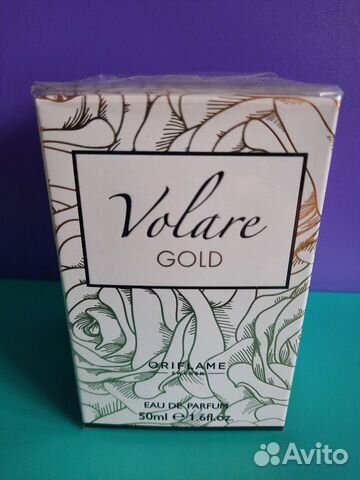 Volare
GOLD
ORIFLAME
SWEDEN
EAU DE PARFUM
50ml ℮ 1.6fl.oz.
Avito